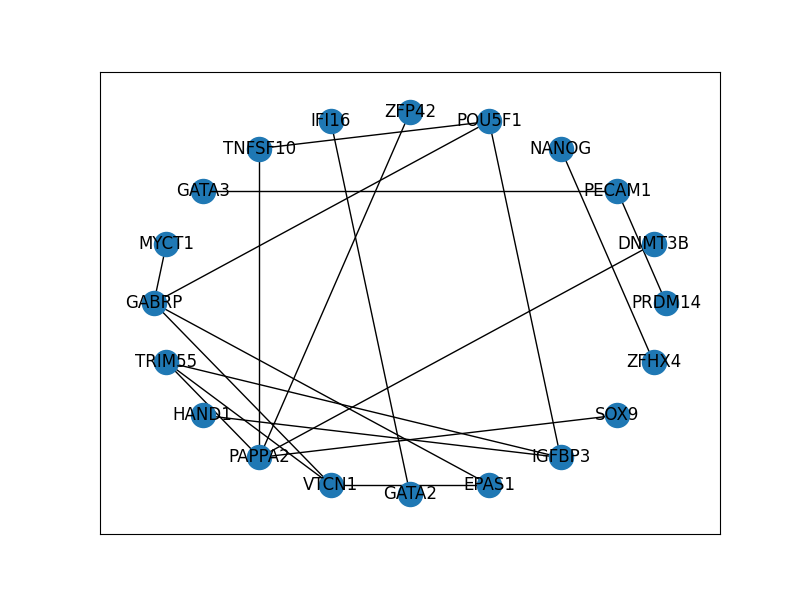 ZFP42
IFI16
POU5F1
TNFSF10
NANOG
GATA3
PECAM1
MYCT1
DNMT3B
GABRP
PRDM14
TRIM55
ZFHX4
HAND1
SOX9
PAPPA2
IGFBP3
VTCN1
EPAS1
GATA2